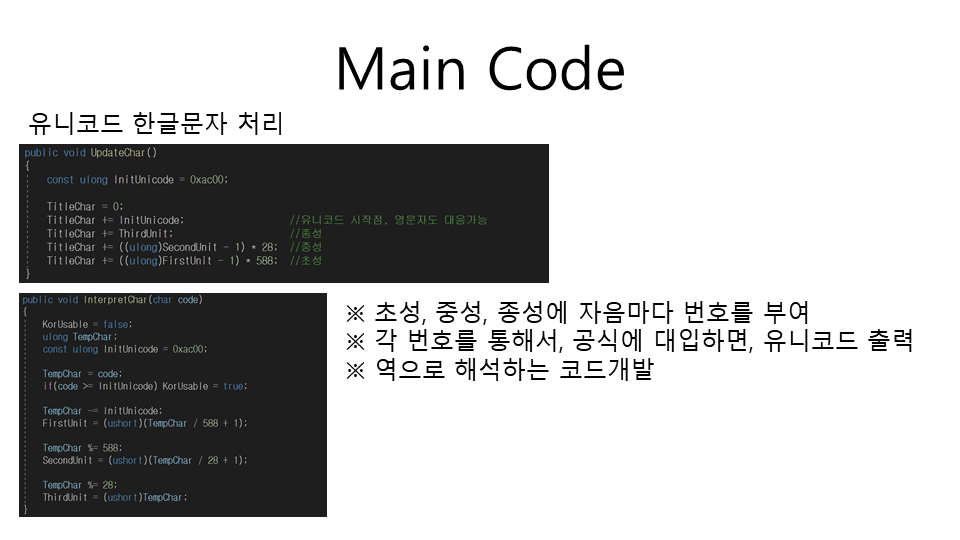 Main Code
유니코드 한글문자 처리
public void UpdateChar()
{
const ulong InitUnicode = 0xac00;
TitleChar = 0;
TitleChar += InitUnicode; //유니코드 시작점, 영문자도 대응가능
TitleChar += ThirdUnit; //종성
TitleChar += ((ulong)SecondUnit - 1) * 28; //중성
TitleChar += ((ulong)FirstUnit - 1) * 588; //초성
}
public void InterpretChar(char code)
{
KorUsable = false;
ulong TempChar;
const ulong InitUnicode = 0xac00;
TempChar = code;
if(code >= InitUnicode) KorUsable = true;
TempChar -= InitUnicode;
FirstUnit = (ushort)(TempChar / 588 + 1);
TempChar %= 588;
SecondUnit = (ushort)(TempChar / 28 + 1);
TempChar %= 28;
ThirdUnit = (ushort)TempChar;
}
※ 초성, 중성, 종성에 자음마다 번호를 부여
※ 각 번호를 통해서, 공식에 대입하면, 유니코드 출력
※ 역으로 해석하는 코드개발